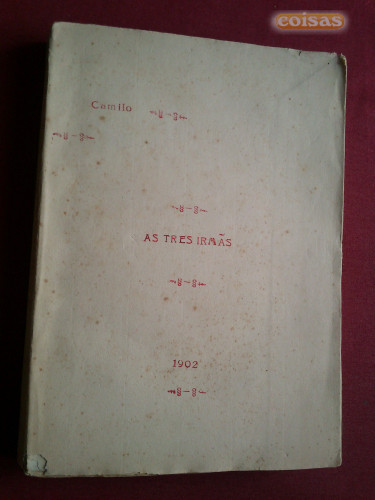 coisas
Camilo
AS TRES IRMÃS
1902